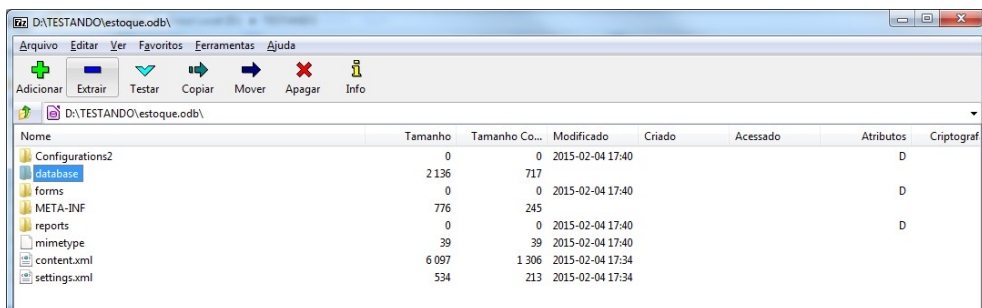 7z D:\TESTANDO\estoque.odb\
Arquivo Editar Ver Favoritos Ferramentas Ajuda
Adicionar Extrair Testar Copiar Mover Apagar Info
D:\TESTANDO\estoque.odb\
Nome Tamanho Tamanho Co... Modificado Criado Acessado Atributos Criptograf
Configurations2 0 0 2015-02-04 17:40 D
database 2 136 717
forms 0 0 2015-02-04 17:40 D
META-INF 776 245
reports 0 0 2015-02-04 17:40 D
mimetype 39 39 2015-02-04 17:40
content.xml 6 097 1 306 2015-02-04 17:34
settings.xml 534 213 2015-02-04 17:34